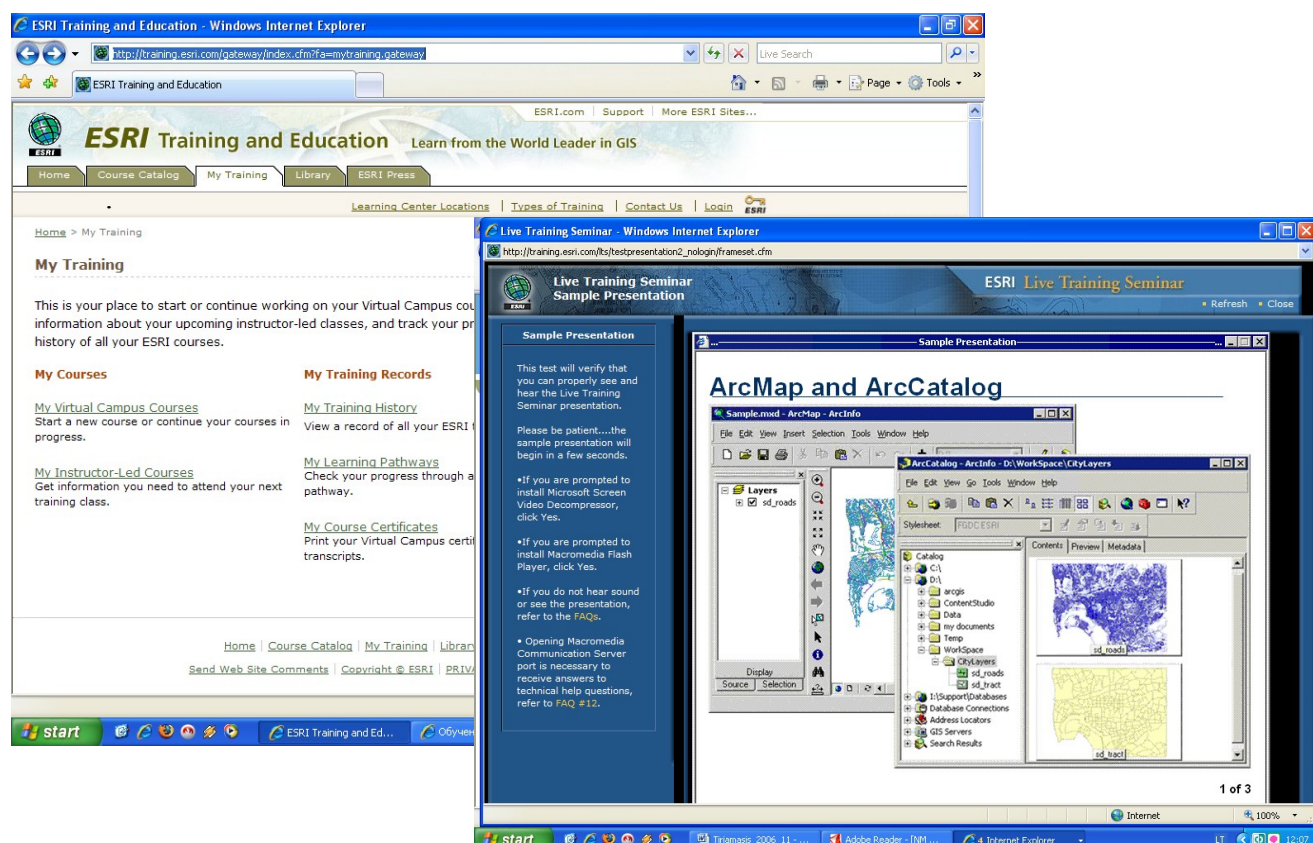 ESRI Training and Education - Windows Internet Explorer
http://training.esri.com/gateway/index.cfm?fa=mytraining.gateway
Live Search
ESRI Training and Education
Page Tools
ESRI.com | Support | More ESRI Sites...
ESRI
ESRI Training and Education Learn from the World Leader in GIS
Home Course Catalog My Training Library ESRI Press
Learning Center Locations | Types of Training | Contact Us | Login ESRI
Home > My Training
My Training
This is your place to start or continue working on your Virtual Campus cou
information about your upcoming instructor-led classes, and track your pr
history of all your ESRI courses.
My Courses
My Virtual Campus Courses
Start a new course or continue your courses in
progress.
My Instructor-Led Courses
Get information you need to attend your next
training class.
My Training Records
My Training History
View a record of all your ESRI
My Learning Pathways
Check your progress through a
pathway.
My Course Certificates
Print your Virtual Campus certi
transcripts.
Home | Course Catalog | My Training | Librar
Send Web Site Comments | Copyright © ESRI | PRIVA
start
ESRI Training and Ed...
Обучен
Live Training Seminar - Windows Internet Explorer
http://training.esri.com/lts/testpresentation2_nologin/frameset.cfm
ESRI
Live Training Seminar
Sample Presentation
ESRI Live Training Seminar
Refresh Close
Sample Presentation
This test will verify that
you can properly see and
hear the Live Training
Seminar presentation.
Please be patient....the
sample presentation will
begin in a few seconds.
•If you are prompted to
install Microsoft Screen
Video Decompressor,
click Yes.
•If you are prompted to
install Macromedia Flash
Player, click Yes.
•If you do not hear sound
or see the presentation,
refer to the FAQs.
• Opening Macromedia
Communication Server
port is necessary to
receive answers to
technical help questions,
refer to FAQ #12.
... Sample Presentation ...
ArcMap and ArcCatalog
Sample.mxd - ArcMap - ArcInfo
File Edit View Insert Selection Tools Window Help
Layers
sd_roads
Display
Source Selection
ArcCatalog - ArcInfo - D:\WorkSpace\CityLayers
File Edit View Go Tools Window Help
Stylesheet: FGDC ESRI
Catalog
C:\
D:\
arcgis
ContentStudio
Data
my documents
Temp
WorkSpace
CityLayers
sd_roads
sd_tract
I:\Support\Databases
Database Connections
Address Locators
GIS Servers
Search Results
Contents Preview Metadata
sd_roads
sd_tract
1 of 3
Internet 100%
start
Tiriamasis_2006_11 - ...
Adobe Reader - [NM ...
4 Internet Explorer
LT 12:07